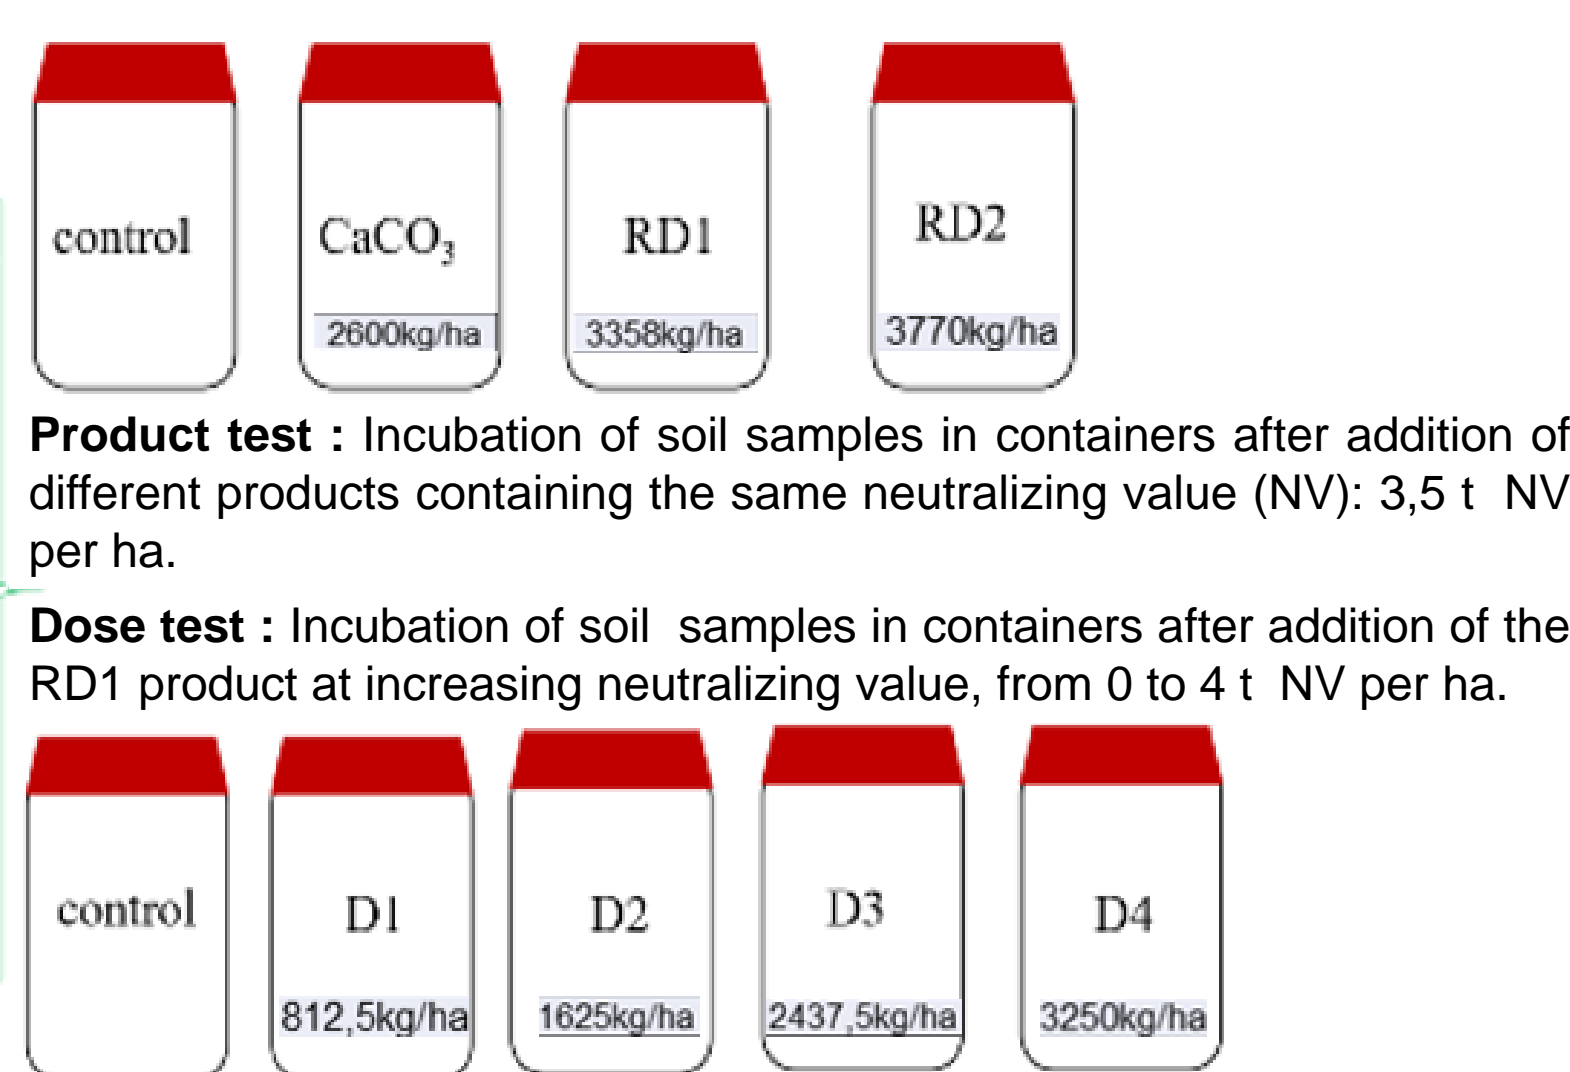 control CaCO₃ RD1 RD2
2600kg/ha 3358kg/ha 3770kg/ha
Product test : Incubation of soil samples in containers after addition of
different products containing the same neutralizing value (NV): 3,5 t NV
per ha.
Dose test : Incubation of soil samples in containers after addition of the
RD1 product at increasing neutralizing value, from 0 to 4 t NV per ha.
control D1 D2 D3 D4
812,5kg/ha 1625kg/ha 2437,5kg/ha 3250kg/ha